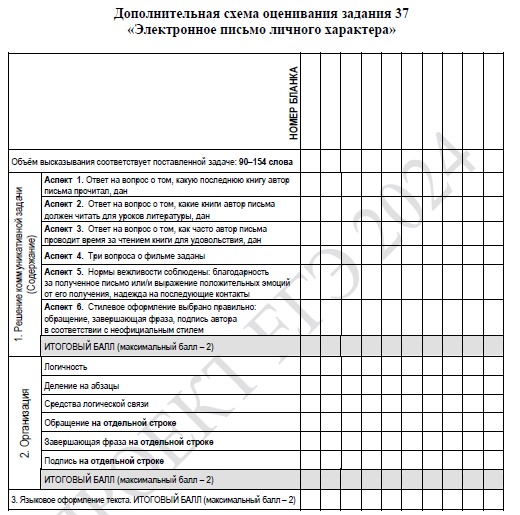 Дополнительная схема оценивания задания 37
«Электронное письмо личного характера»
НОМЕР БЛАНКА
Объём высказывания соответствует поставленной задаче: 90–154 слова
1. Решение коммуникативной задачи
(Содержание)
Аспект 1. Ответ на вопрос о том, какую последнюю книгу автор
письма прочитал, дан
Аспект 2. Ответ на вопрос о том, какие книги автор письма
должен читать для уроков литературы, дан
Аспект 3. Ответ на вопрос о том, как часто автор письма
проводит время за чтением книги для удовольствия, дан
Аспект 4. Три вопроса о фильме заданы
Аспект 5. Нормы вежливости соблюдены: благодарность
за полученное письмо или/и выражение положительных эмоций
от его получения, надежда на последующие контакты
Аспект 6. Стилевое оформление выбрано правильно:
обращение, завершающая фраза, подпись автора
в соответствии с неофициальным стилем
ИТОГОВЫЙ БАЛЛ (максимальный балл – 2)
2. Организация
Логичность
Деление на абзацы
Средства логической связи
Обращение на отдельной строке
Завершающая фраза на отдельной строке
Подпись на отдельной строке
ИТОГОВЫЙ БАЛЛ (максимальный балл – 2)
3. Языковое оформление текста. ИТОГОВЫЙ БАЛЛ (максимальный балл – 2)
ПРОЕКТ ЕГЭ 2024